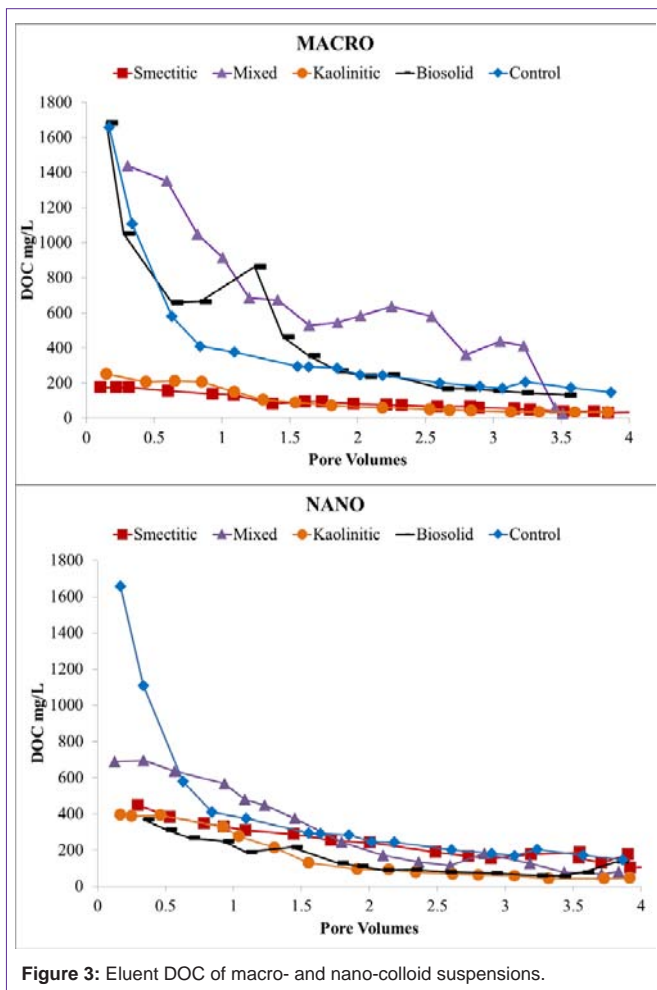 MACRO
Smectitic Mixed Kaolinitic Biosolid Control
1800
1600
1400
1200
1000
800
600
400
200
0
DOC mg/L
0 0.5 1 1.5 2 2.5 3 3.5 4
Pore Volumes
NANO
Smectitic Mixed Kaolinitic Biosolid Control
1800
1600
1400
1200
1000
800
600
400
200
0
DOC mg/L
0 0.5 1 1.5 2 2.5 3 3.5 4
Pore Volumes
Figure 3: Eluent DOC of macro- and nano-colloid suspensions.